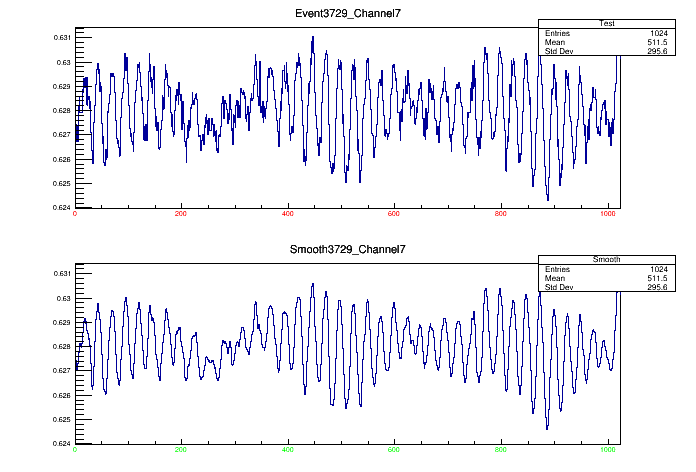 Event3729_Channel7
Test
Entries 1024
Mean 511.5
Std Dev 295.6
0.631
0.63
0.629
0.628
0.627
0.626
0.625
0.624
0 200 400 600 800 1000
Smooth3729_Channel7
Smooth
Entries 1024
Mean 511.5
Std Dev 295.6
0.631
0.63
0.629
0.628
0.627
0.626
0.625
0.624
0 200 400 600 800 1000